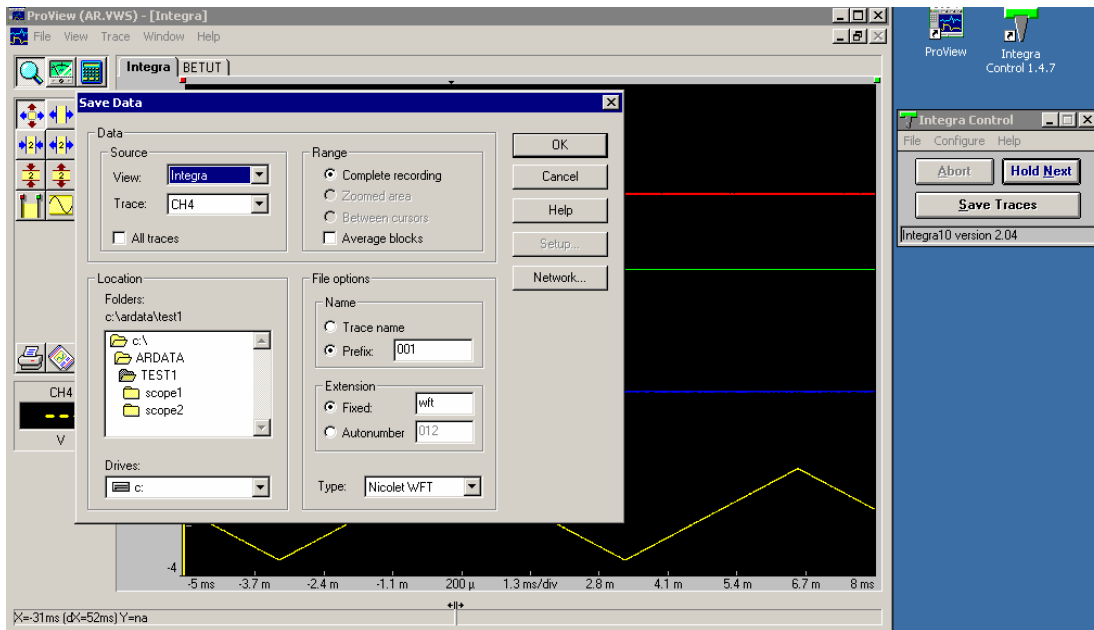 ProView (AR.VWS) - [Integra]
File View Trace Window Help
Integra
BETUT
Save Data
Data
Source
View: Integra
Trace: CH4
All traces
Range
Complete recording
Zoomed area
Between cursors
Average blocks
OK
Cancel
Help
Setup...
Network...
Location
Folders:
c:\ardata\test1
c:\
ARDATA
TEST1
scope1
scope2
Drives:
c:
File options
Name
Trace name
Prefix: 001
Extension
Fixed: wft
Autonumber 012
Type: Nicolet WFT
2
2
2
2
CH4
V
-4
-5 ms -3.7 m -2.4 m -1.1 m 200 µ 1.3 ms/div 2.8 m 4.1 m 5.4 m 6.7 m 8 ms
X=-31ms (dX=52ms) Y=na
ProView
Integra
Control 1.4.7
Integra Control
File Configure Help
Abort
Hold Next
Save Traces
Integra10 version 2.04